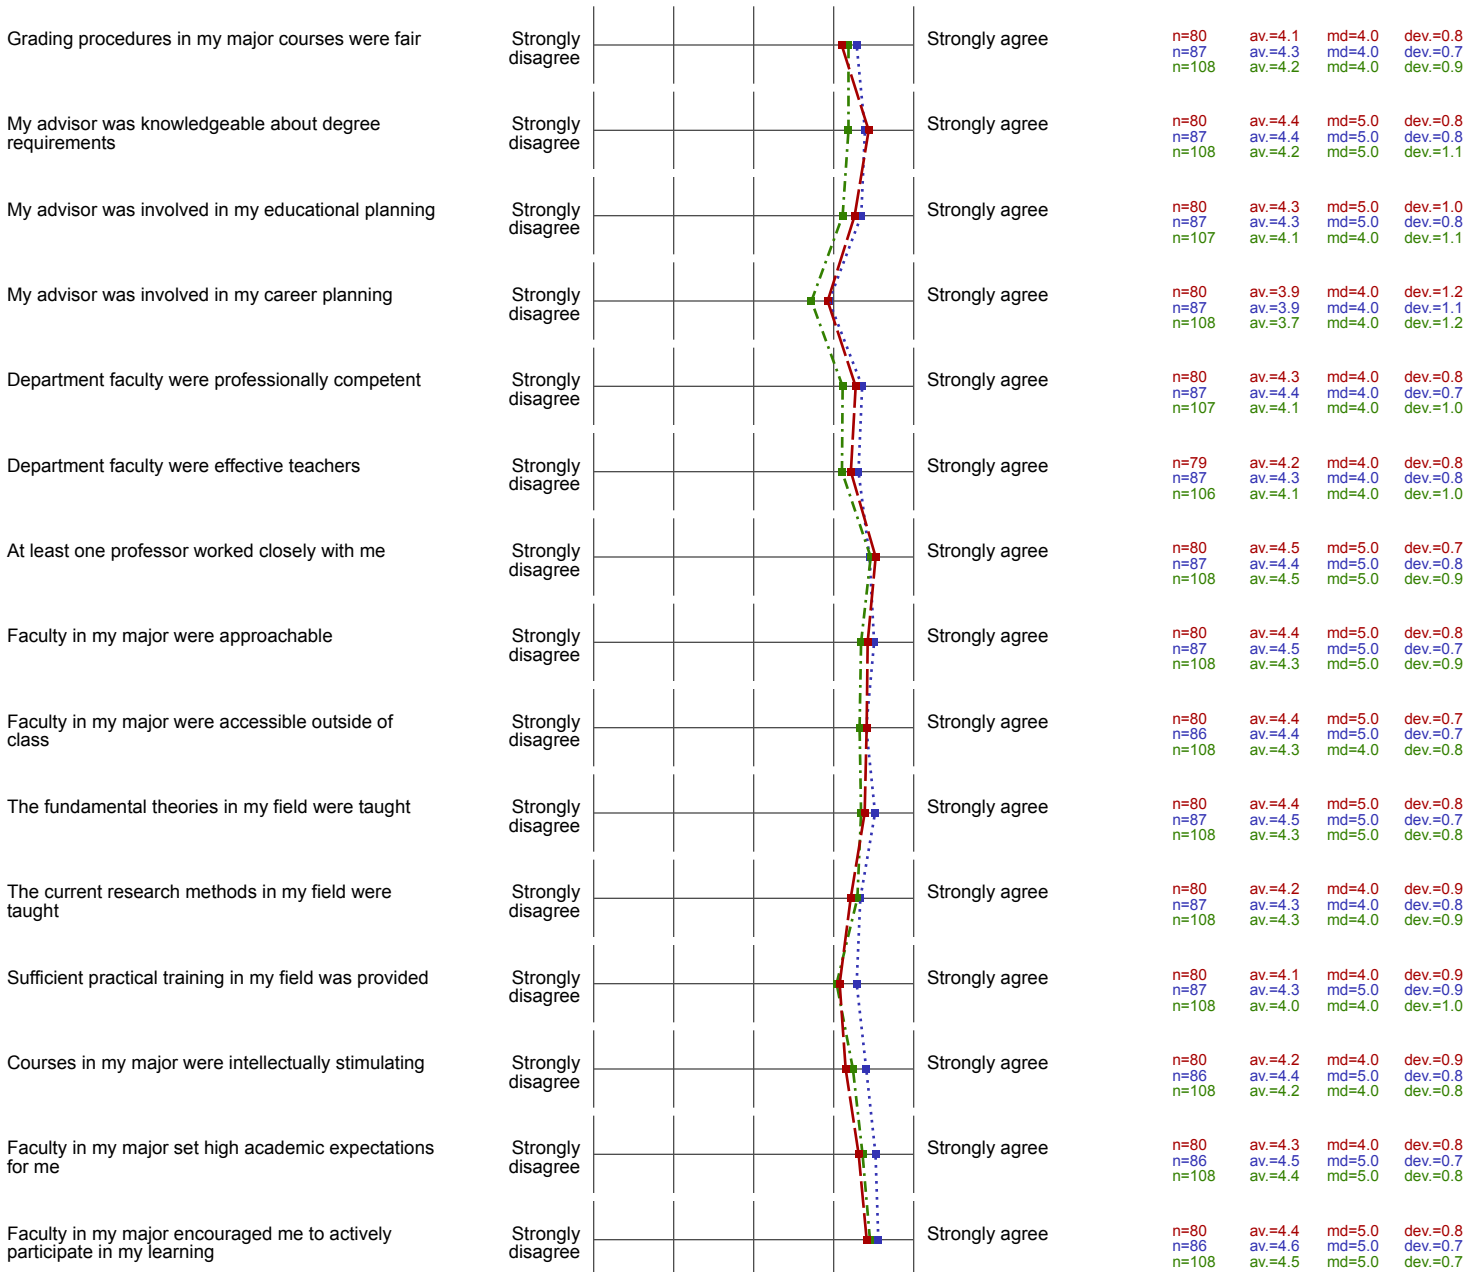 Grading procedures in my major courses were fair
Strongly
disagree
Strongly agree
n=80 av.=4.1 md=4.0 dev.=0.8
n=87 av.=4.3 md=4.0 dev.=0.7
n=108 av.=4.2 md=4.0 dev.=0.9
My advisor was knowledgeable about degree
requirements
Strongly
disagree
Strongly agree
n=80 av.=4.4 md=5.0 dev.=0.8
n=87 av.=4.4 md=5.0 dev.=0.8
n=108 av.=4.2 md=5.0 dev.=1.1
My advisor was involved in my educational planning
Strongly
disagree
Strongly agree
n=80 av.=4.3 md=5.0 dev.=1.0
n=87 av.=4.3 md=5.0 dev.=0.8
n=107 av.=4.1 md=4.0 dev.=1.1
My advisor was involved in my career planning
Strongly
disagree
Strongly agree
n=80 av.=3.9 md=4.0 dev.=1.2
n=87 av.=3.9 md=4.0 dev.=1.1
n=108 av.=3.7 md=4.0 dev.=1.2
Department faculty were professionally competent
Strongly
disagree
Strongly agree
n=80 av.=4.3 md=4.0 dev.=0.8
n=87 av.=4.4 md=4.0 dev.=0.7
n=107 av.=4.1 md=4.0 dev.=1.0
Department faculty were effective teachers
Strongly
disagree
Strongly agree
n=79 av.=4.2 md=4.0 dev.=0.8
n=87 av.=4.3 md=4.0 dev.=0.8
n=106 av.=4.1 md=4.0 dev.=1.0
At least one professor worked closely with me
Strongly
disagree
Strongly agree
n=80 av.=4.5 md=5.0 dev.=0.7
n=87 av.=4.4 md=5.0 dev.=0.8
n=108 av.=4.5 md=5.0 dev.=0.9
Faculty in my major were approachable
Strongly
disagree
Strongly agree
n=80 av.=4.4 md=5.0 dev.=0.8
n=87 av.=4.5 md=5.0 dev.=0.7
n=108 av.=4.3 md=5.0 dev.=0.9
Faculty in my major were accessible outside of
class
Strongly
disagree
Strongly agree
n=80 av.=4.4 md=5.0 dev.=0.7
n=86 av.=4.4 md=5.0 dev.=0.7
n=108 av.=4.3 md=4.0 dev.=0.8
The fundamental theories in my field were taught
Strongly
disagree
Strongly agree
n=80 av.=4.4 md=5.0 dev.=0.8
n=87 av.=4.5 md=5.0 dev.=0.7
n=108 av.=4.3 md=5.0 dev.=0.8
The current research methods in my field were
taught
Strongly
disagree
Strongly agree
n=80 av.=4.2 md=4.0 dev.=0.9
n=87 av.=4.3 md=4.0 dev.=0.8
n=108 av.=4.3 md=4.0 dev.=0.9
Sufficient practical training in my field was provided
Strongly
disagree
Strongly agree
n=80 av.=4.1 md=4.0 dev.=0.9
n=87 av.=4.3 md=5.0 dev.=0.9
n=108 av.=4.0 md=4.0 dev.=1.0
Courses in my major were intellectually stimulating
Strongly
disagree
Strongly agree
n=80 av.=4.2 md=4.0 dev.=0.9
n=86 av.=4.4 md=5.0 dev.=0.8
n=108 av.=4.2 md=4.0 dev.=0.8
Faculty in my major set high academic expectations
for me
Strongly
disagree
Strongly agree
n=80 av.=4.3 md=4.0 dev.=0.8
n=86 av.=4.5 md=5.0 dev.=0.7
n=108 av.=4.4 md=5.0 dev.=0.8
Faculty in my major encouraged me to actively
participate in my learning
Strongly
disagree
Strongly agree
n=80 av.=4.4 md=5.0 dev.=0.8
n=86 av.=4.6 md=5.0 dev.=0.7
n=108 av.=4.5 md=5.0 dev.=0.7